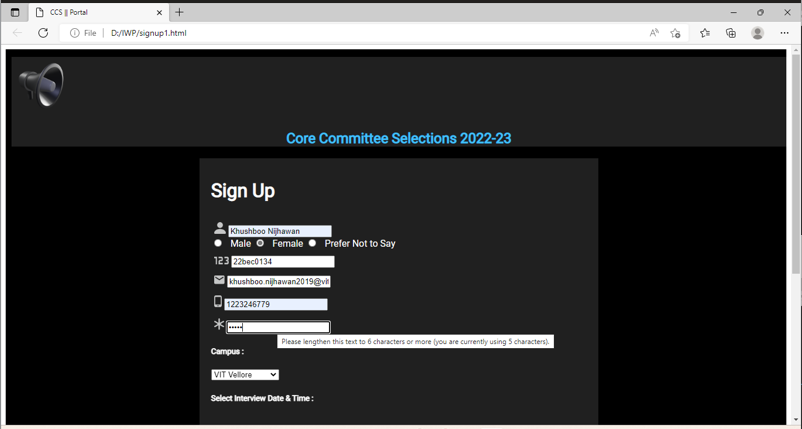 CCS || Portal
File | D:/IWP/signup1.html
Core Committee Selections 2022-23
Sign Up
Khushboo Nijhawan
Male Female Prefer Not to Say
123 22bec0134
khushboo.nijhawan2019@vit
1223246779
•••••
Please lengthen this text to 6 characters or more (you are currently using 5 characters).
Campus :
VIT Vellore
Select Interview Date & Time :